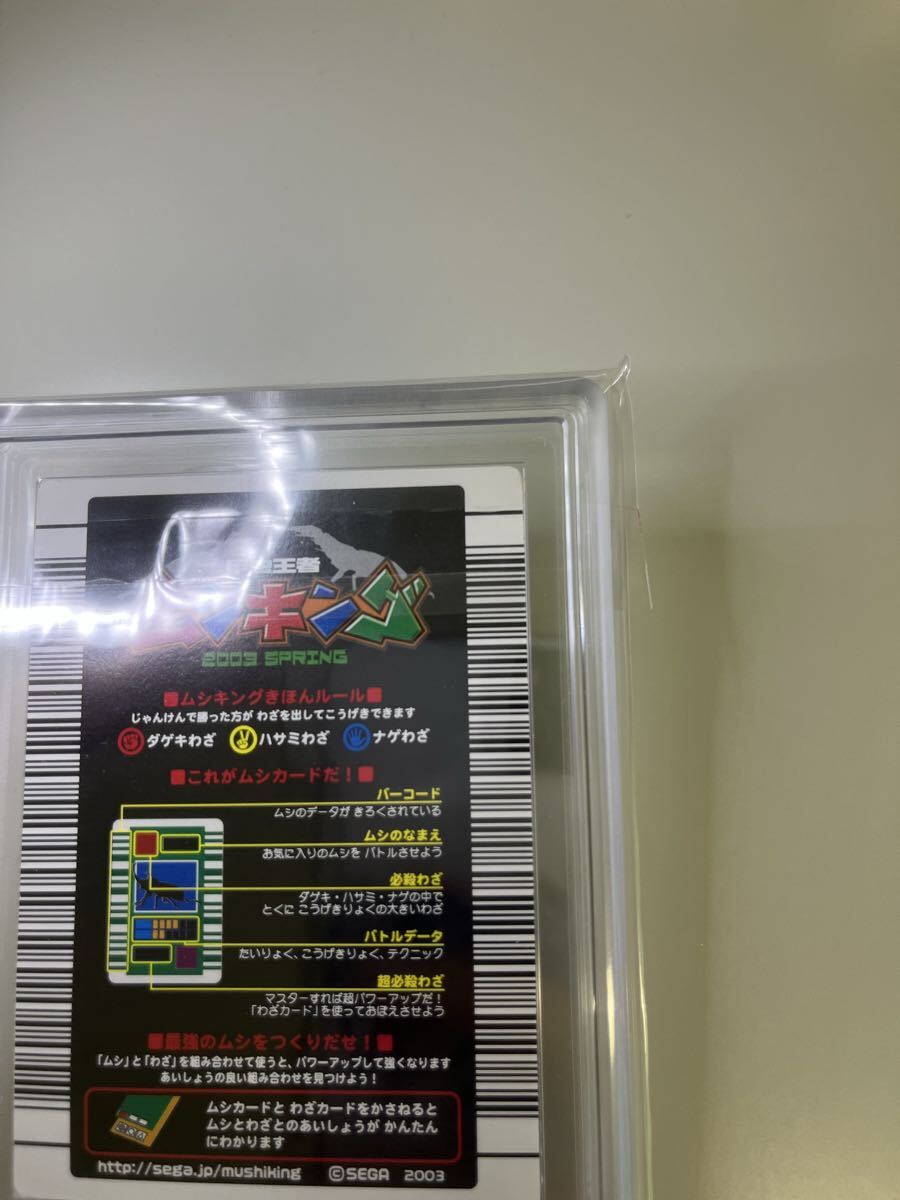 王者
ムシキング
2003 SPRING
■ムシキングきほんルール■
じゃんけんで勝った方が わざを出してこうげきできます
ダゲキわざ ハサミわざ ナゲわざ
■これがムシカードだ！■
バーコード
ムシのデータが きろくされている
ムシのなまえ
お気に入りのムシを バトルさせよう
必殺わざ
ダゲキ・ハサミ・ナゲの中で
とくに こうげきりょくの大きいわざ
バトルデータ
たいりょく、こうげきりょく、テクニック
超必殺わざ
マスターすれば超パワーアップだ！
「わざカード」を使っておぼえさせよう
■最強のムシをつくりだせ！■
「ムシ」と「わざ」を組み合わせて使うと、パワーアップして強くなります
あいしょうの良い組み合わせを見つけよう！
ムシカードと わざカードをかさねると
ムシとわざとのあいしょうが かんたん
にわかります
http://sega.jp/mushiking ©SEGA 2003